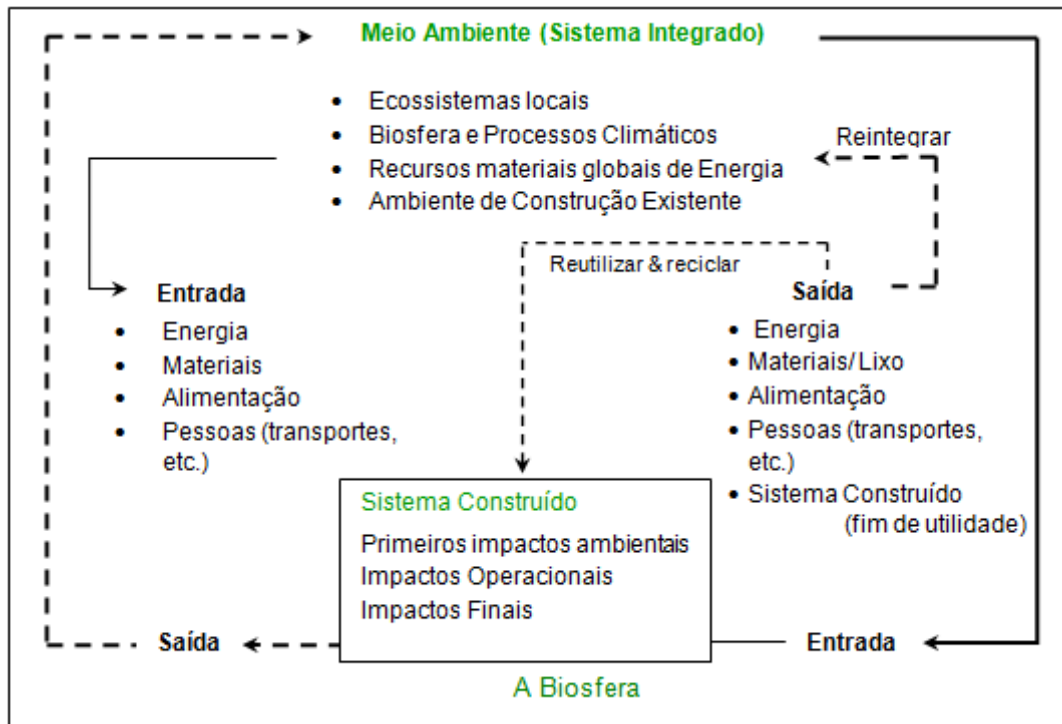 Meio Ambiente (Sistema Integrado)
• Ecossistemas locais
• Biosfera e Processos Climáticos
• Recursos materiais globais de Energia
• Ambiente de Construção Existente
Reintegrar
Reutilizar & reciclar
Entrada
• Energia
• Materiais
• Alimentação
• Pessoas (transportes,
etc.)
Saída
• Energia
• Materiais/ Lixo
• Alimentação
• Pessoas (transportes,
etc.)
• Sistema Construído
(fim de utilidade)
Sistema Construído
Primeiros impactos ambientais
Impactos Operacionais
Impactos Finais
Saída
Entrada
A Biosfera